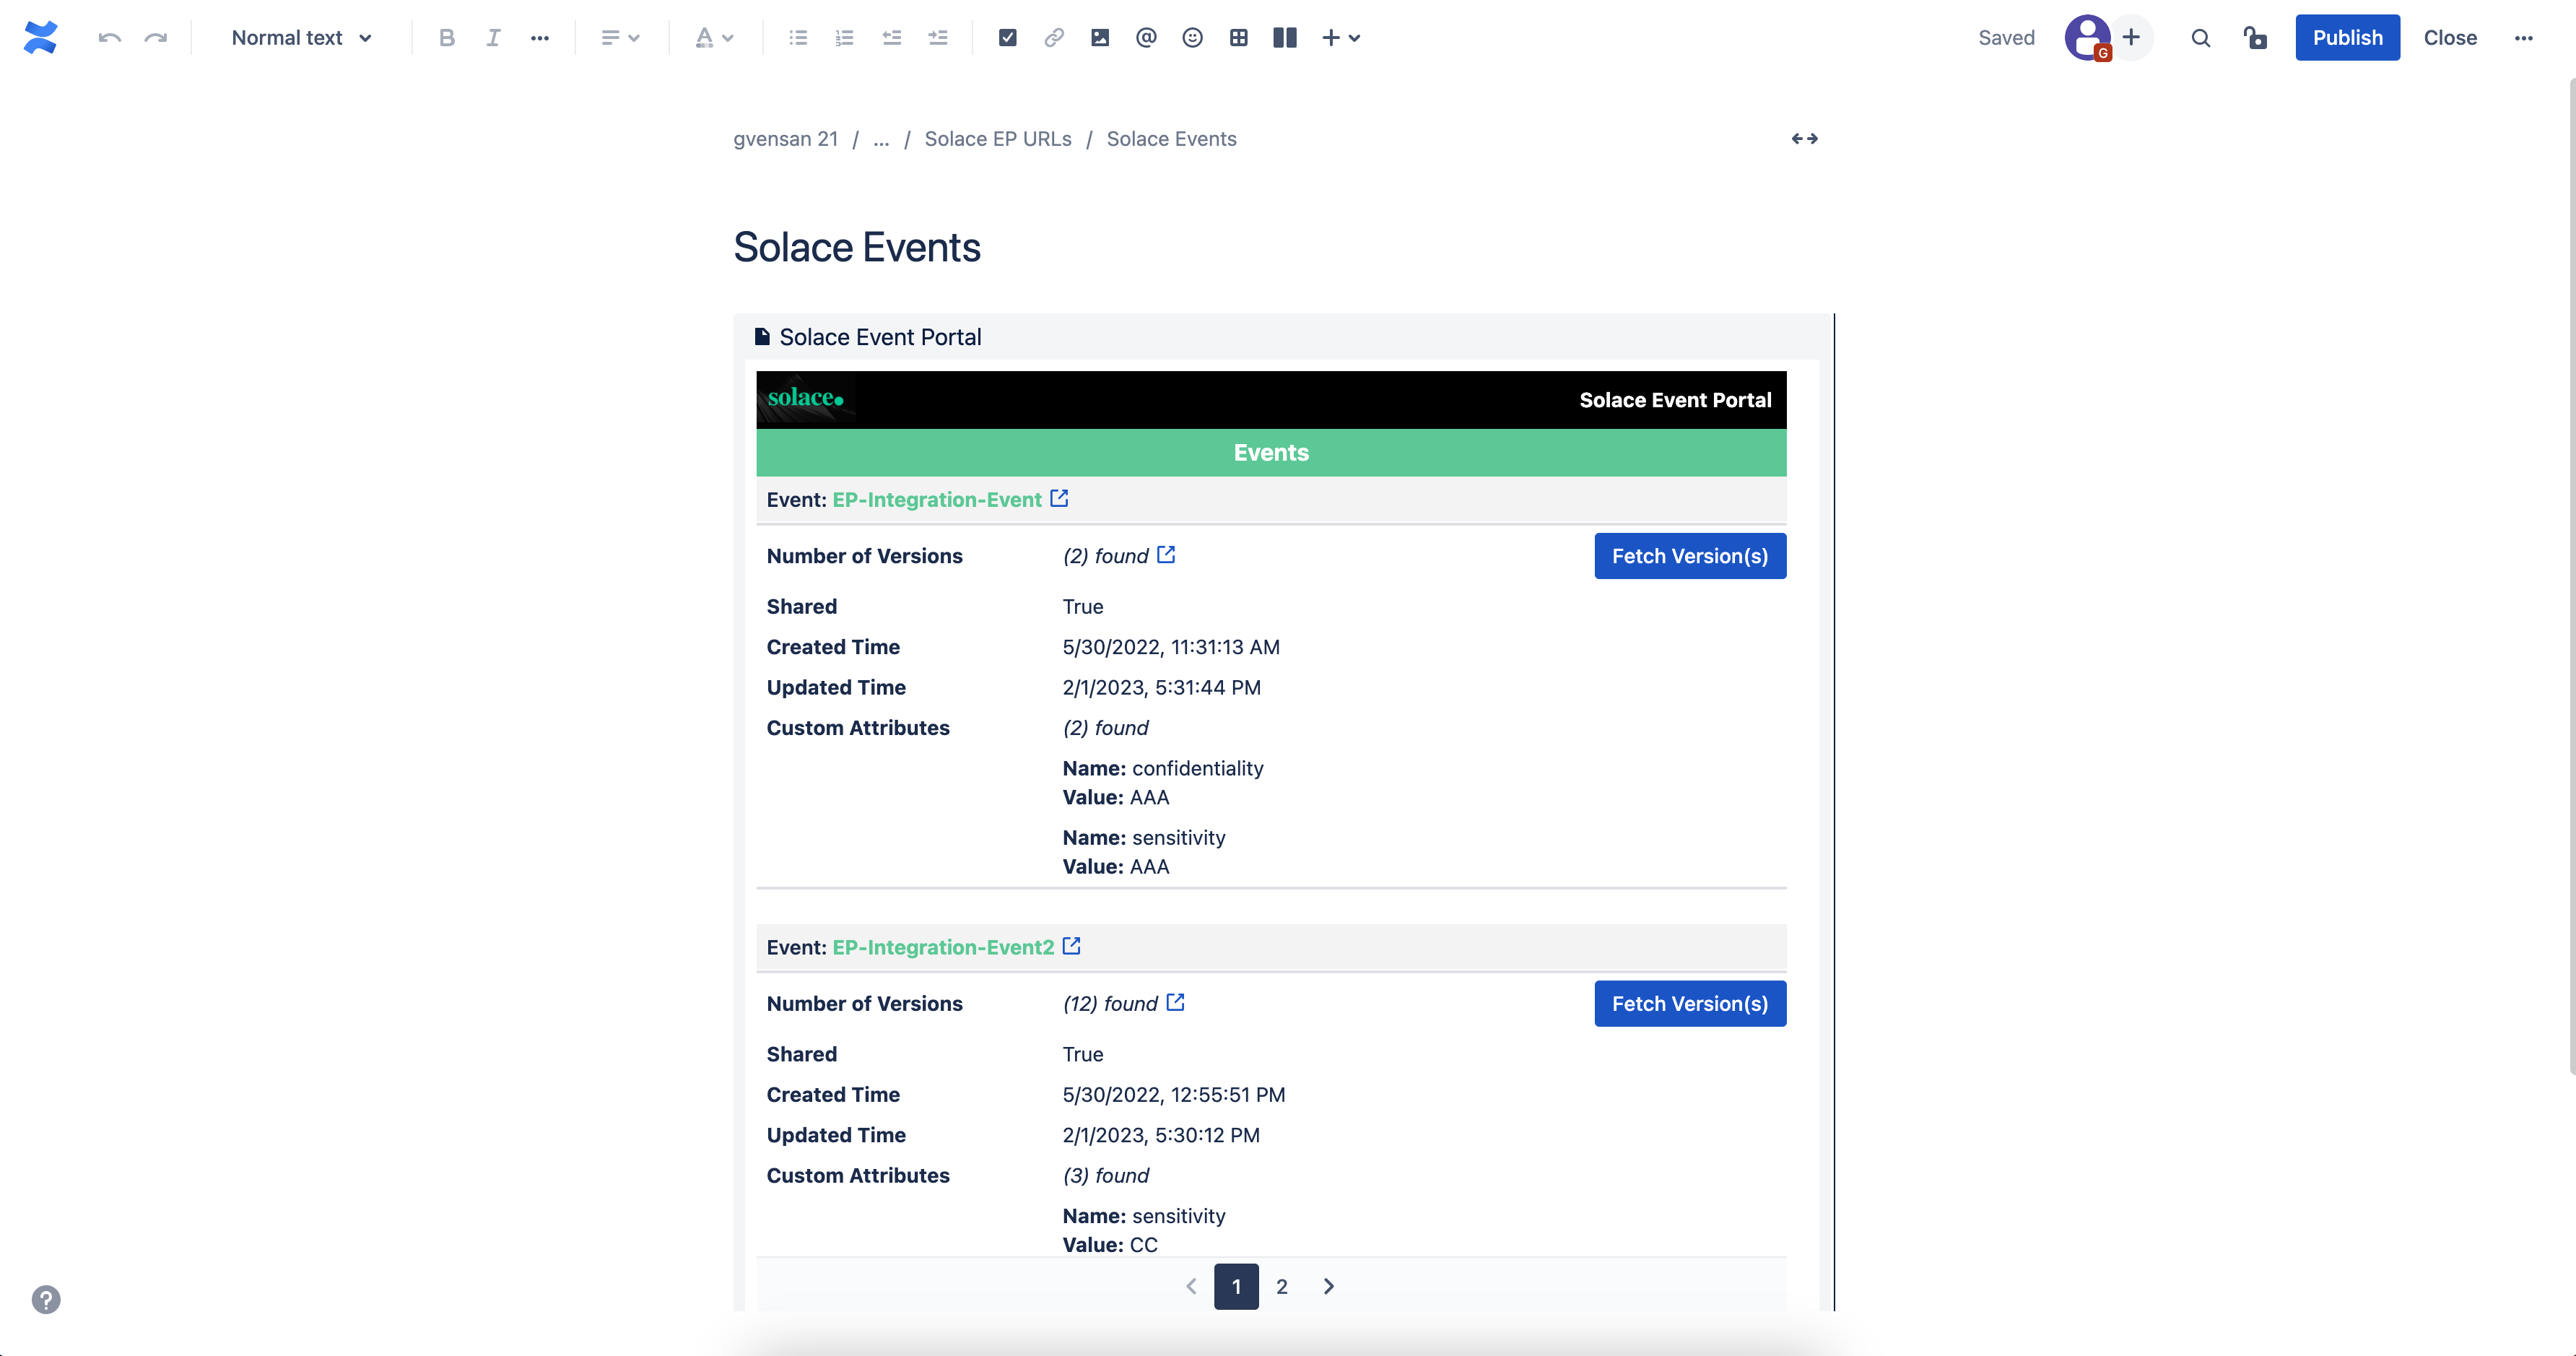 Normal text
Saved
G
Publish
Close
gvensan 21 / ... / Solace EP URLs / Solace Events
Solace Events
Solace Event Portal
solace.
Solace Event Portal
Events
Event: EP-Integration-Event
Number of Versions (2) found Fetch Version(s)
Shared True
Created Time 5/30/2022, 11:31:13 AM
Updated Time 2/1/2023, 5:31:44 PM
Custom Attributes (2) found
Name: confidentiality
Value: AAA
Name: sensitivity
Value: AAA
Event: EP-Integration-Event2
Number of Versions (12) found Fetch Version(s)
Shared True
Created Time 5/30/2022, 12:55:51 PM
Updated Time 2/1/2023, 5:30:12 PM
Custom Attributes (3) found
Name: sensitivity
Value: CC
1 2